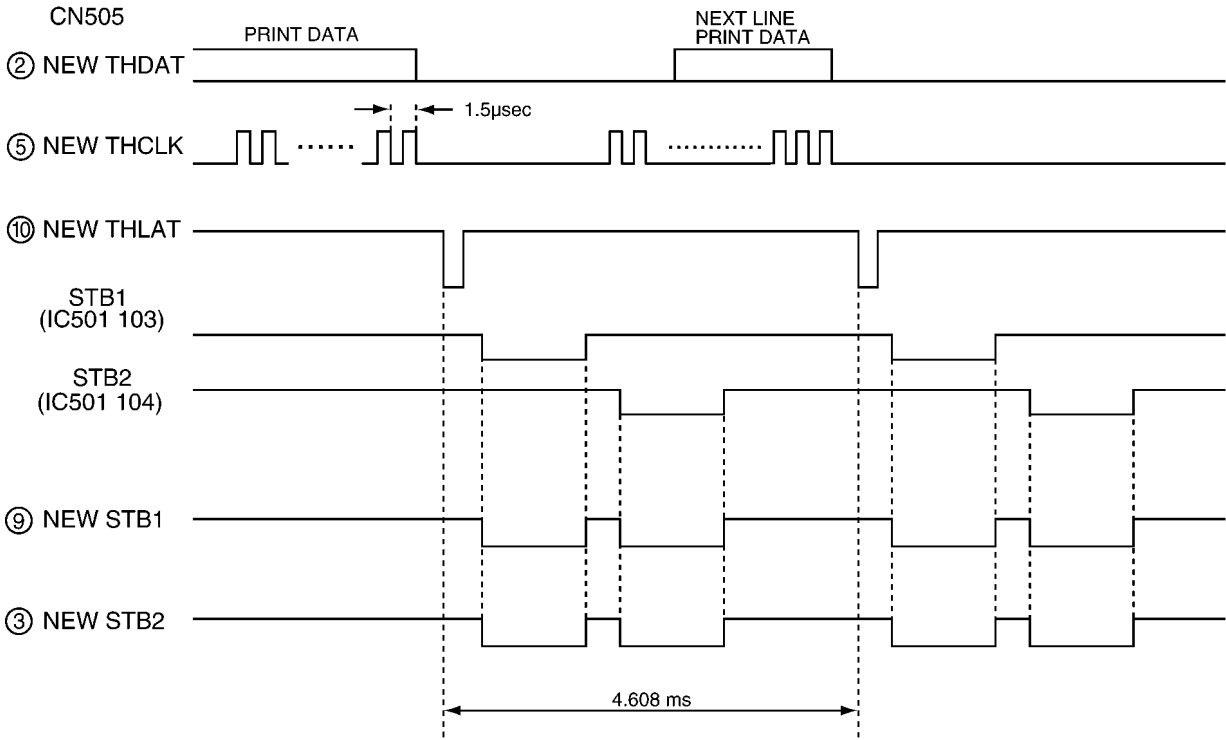 CN505
PRINT DATA
NEXT LINE
PRINT DATA
② NEW THDAT
1.5µsec
⑤ NEW THCLK
⑩ NEW THLAT
STB1
(IC501 103)
STB2
(IC501 104)
⑨ NEW STB1
③ NEW STB2
4.608 ms